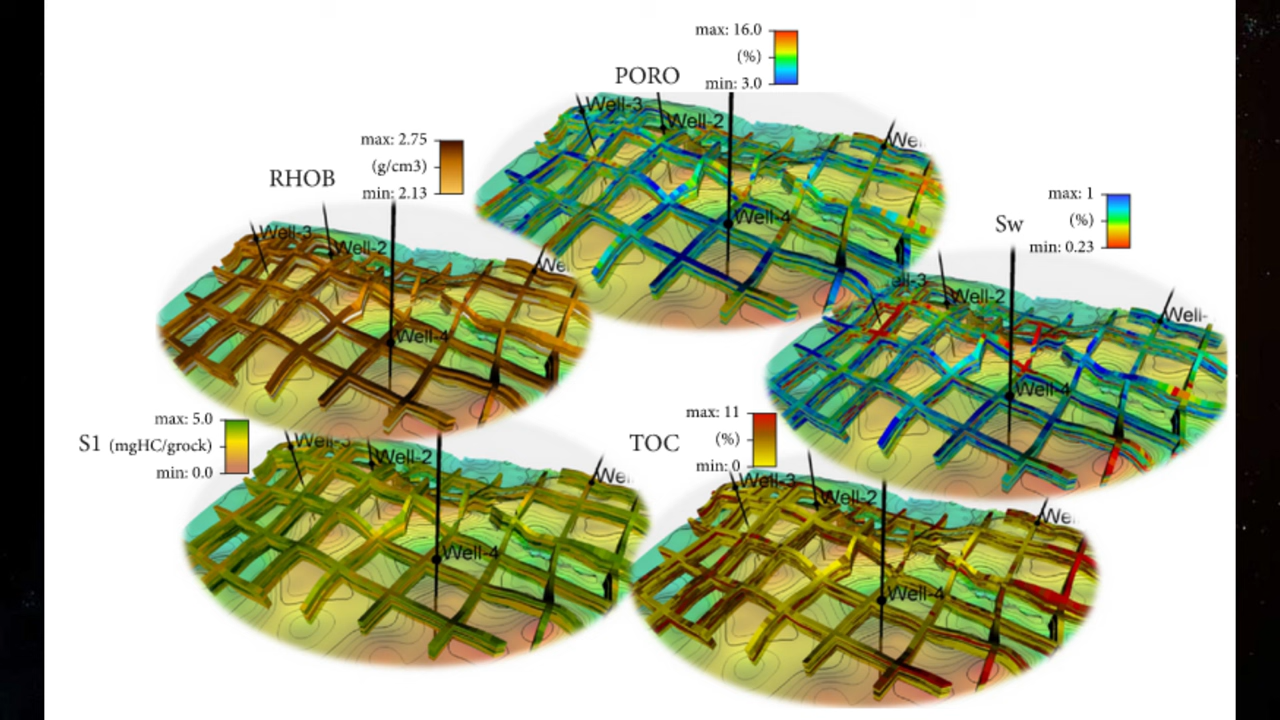 PORO
max: 16.0
(%)
min: 3.0
Well-3
Well-2
Well-4
RHOB
max: 2.75
(g/cm3)
min: 2.13
Well-3
Well-2
Well-4
Sw
max: 1
(%)
min: 0.23
Well-2
Well-
Well-4
S1
max: 5.0
(mgHC/grock)
min: 0.0
Well-3
Well-2
Well-4
TOC
max: 11
(%)
min: 0
Well-3
Well-2
Well-4